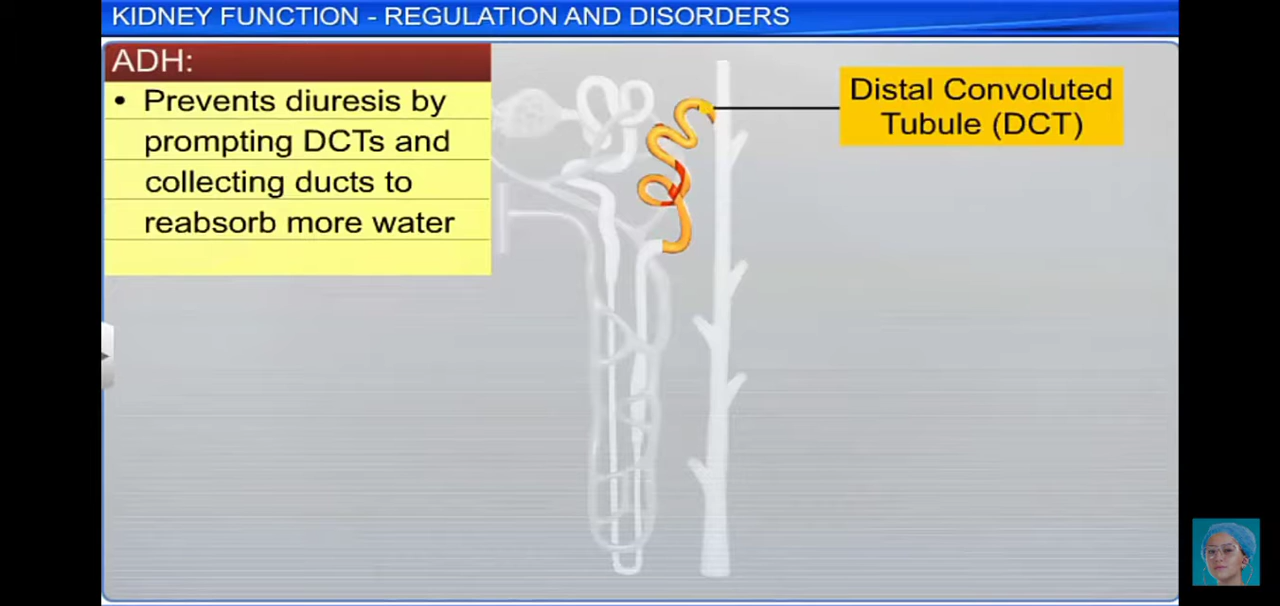 KIDNEY FUNCTION - REGULATION AND DISORDERS
ADH:
• Prevents diuresis by
prompting DCTs and
collecting ducts to
reabsorb more water
Distal Convoluted
Tubule (DCT)